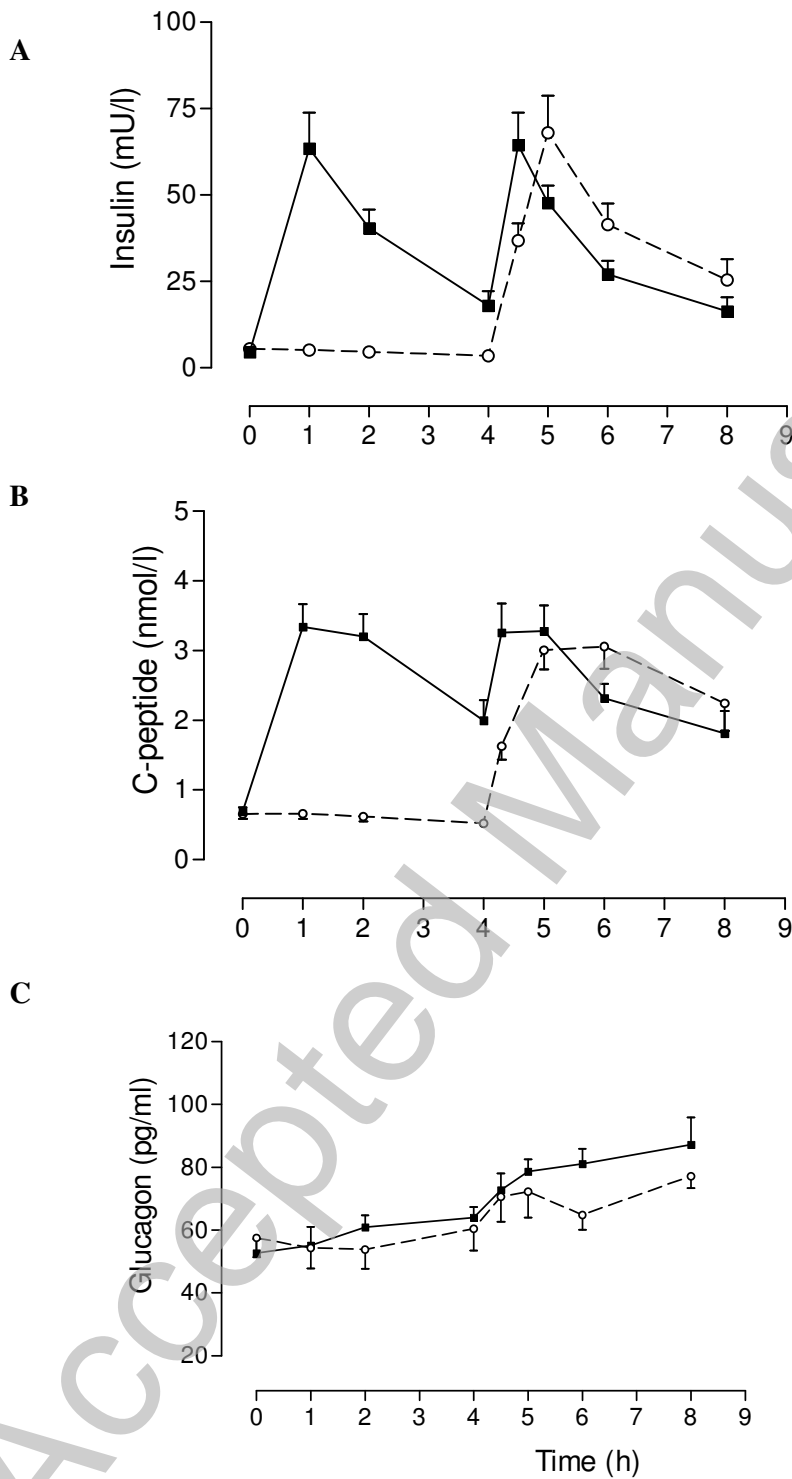 A
Insulin (mU/l)
100
75
50
25
0
0 1 2 3 4 5 6 7 8 9
B
C-peptide (nmol/l)
5
4
3
2
1
0
0 1 2 3 4 5 6 7 8 9
C
Glucagon (pg/ml)
120
100
80
60
40
20
0 1 2 3 4 5 6 7 8 9
Time (h)
Accepted Manus